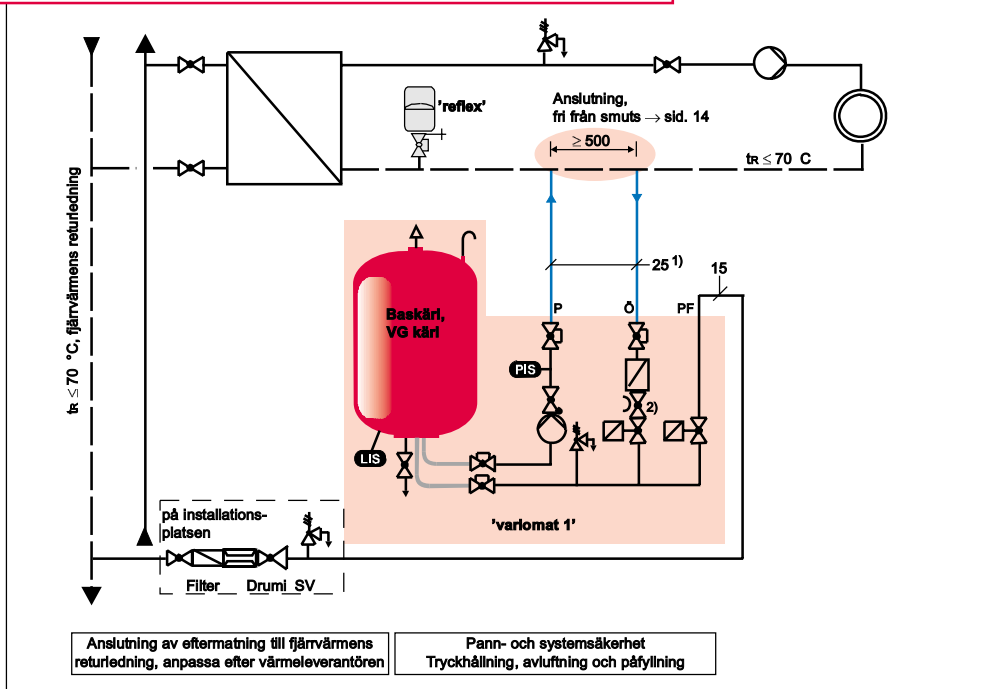 'reflex'
Anslutning,
fri från smuts → sid. 14
≥ 500
tR ≤ 70 C
tR ≤ 70 °C, fjärrvärmens returledning
25 1)
15
P
Ö
PF
Baskärl,
VG kärl
PIS
2)
LIS
'variomat 1'
på installations-
platsen
Filter Drumi SV
Anslutning av eftermatning till fjärrvärmens
returledning, anpassa efter värmeleverantören
Pann- och systemsäkerhet
Tryckhållning, avluftning och påfyllning